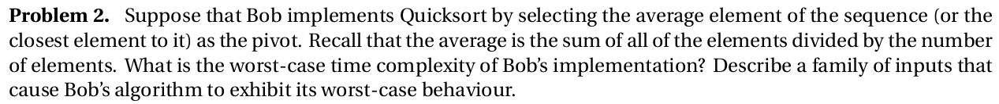 Problem 2. Suppose that Bob implements Quicksort by selecting the average element of the sequence (or the
closest element to it) as the pivot. Recall that the average is the sum of all of the elements divided by the number
of elements. What is the worst-case time complexity of Bob's implementation? Describe a family of inputs that
cause Bob's algorithm to exhibit its worst-case behaviour.